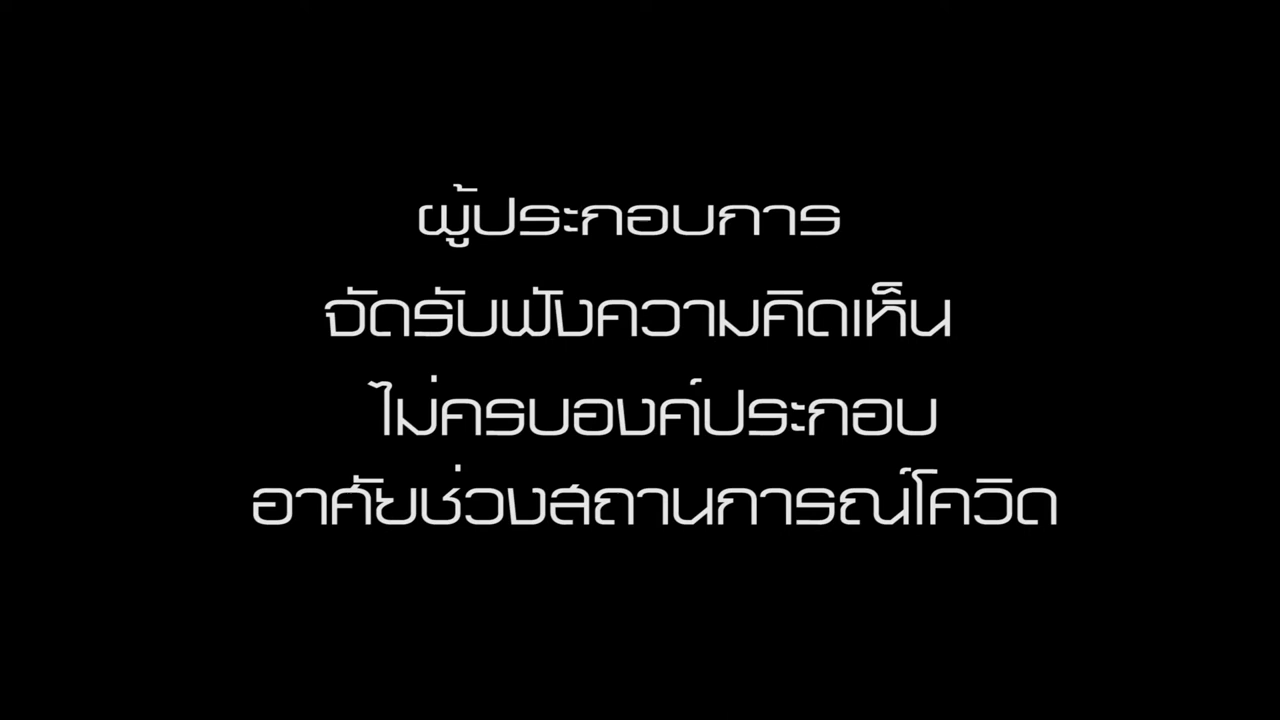 ผู้ประกอบการ
จัดรับฟังความคิดเห็น
ไม่ครบองค์ประกอบ
อาศัยช่วงสถานการณ์โควิด